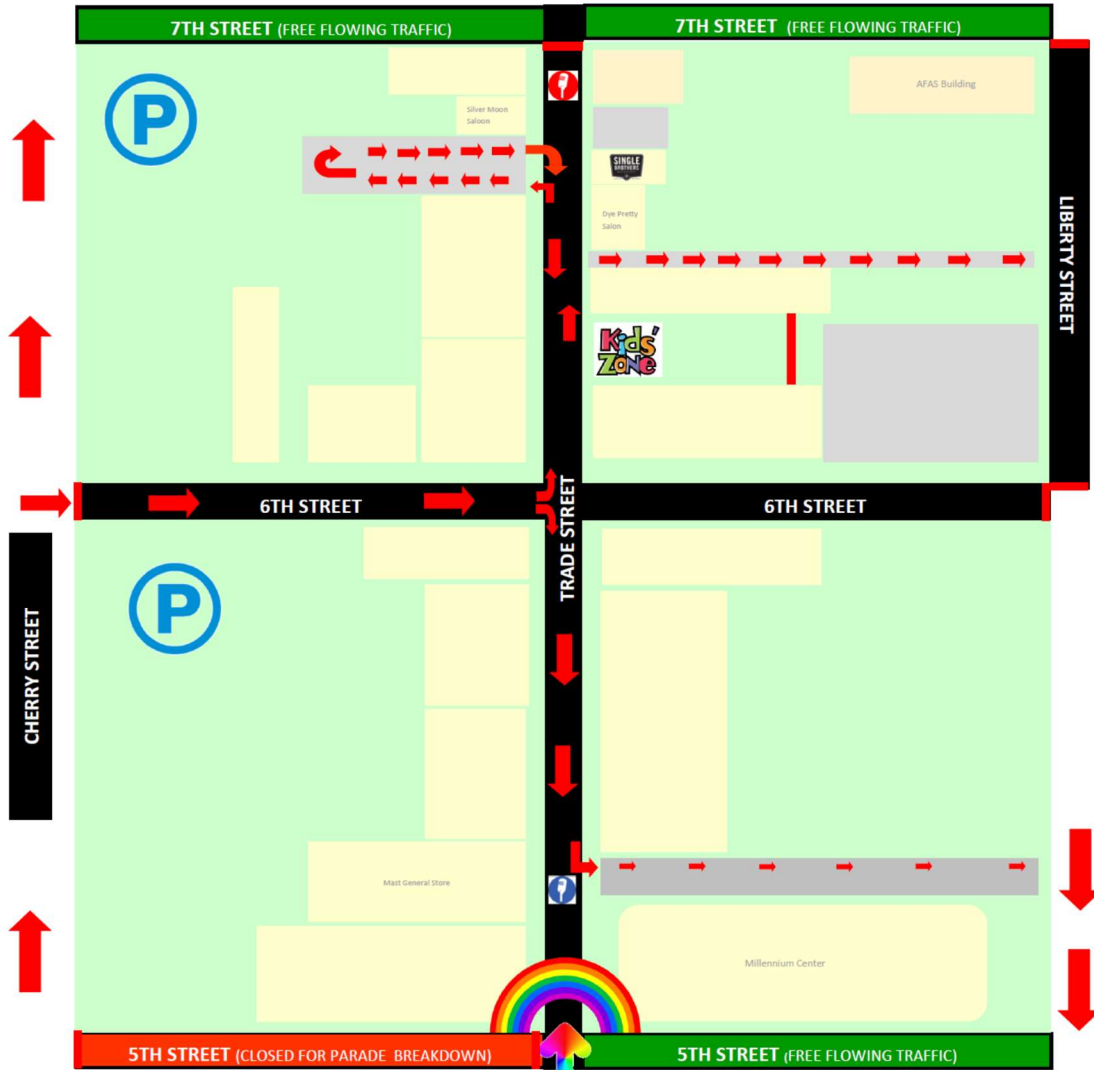 7TH STREET (FREE FLOWING TRAFFIC)
7TH STREET (FREE FLOWING TRAFFIC)
P
AFAS Building
Silver Moon
Saloon
SINGLE
BROTHERS
Dye Pretty
Salon
LIBERTY STREET
Kids'
Zone
6TH STREET
TRADE STREET
6TH STREET
P
CHERRY STREET
Mast General Store
Millennium Center
5TH STREET (CLOSED FOR PARADE BREAKDOWN)
5TH STREET (FREE FLOWING TRAFFIC)